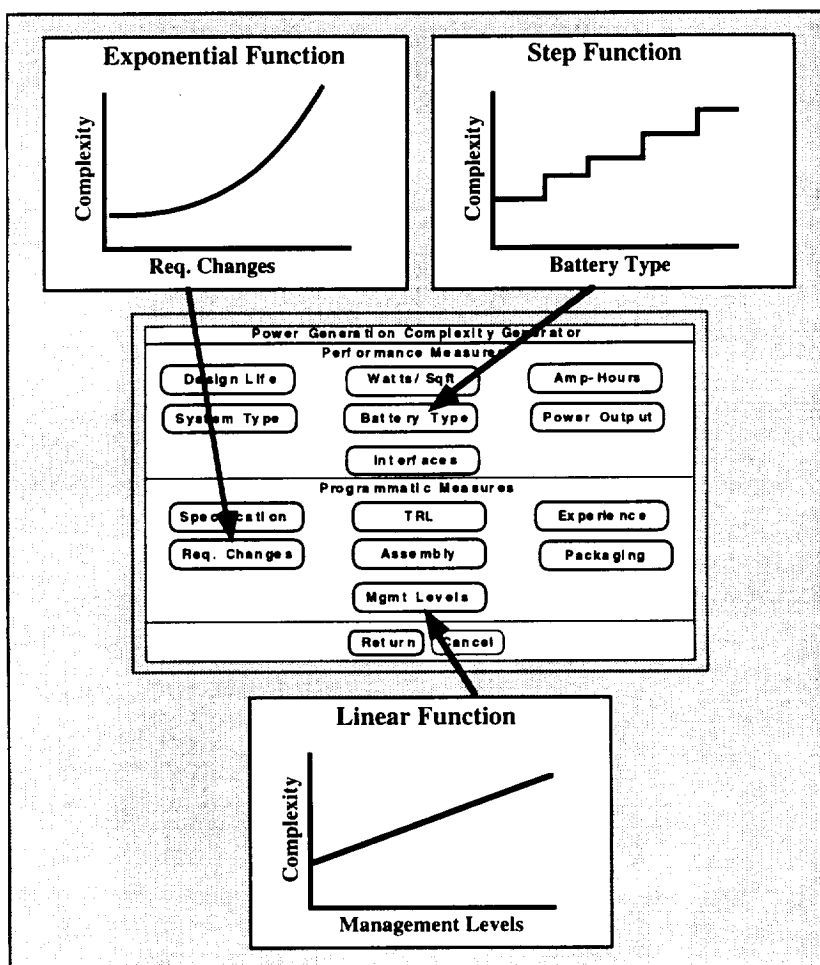 Exponential Function
Complexity
Req. Changes
Step Function
Complexity
Battery Type
Power Generation Complexity Generator
Performance Measures
Design Life Watts/Sqft Amp-Hours
System Type Battery Type Power Output
Interfaces
Programmatic Measures
Specification TRL Experience
Req. Changes Assembly Packaging
Mgmt Levels
Return Cancel
Linear Function
Complexity
Management Levels